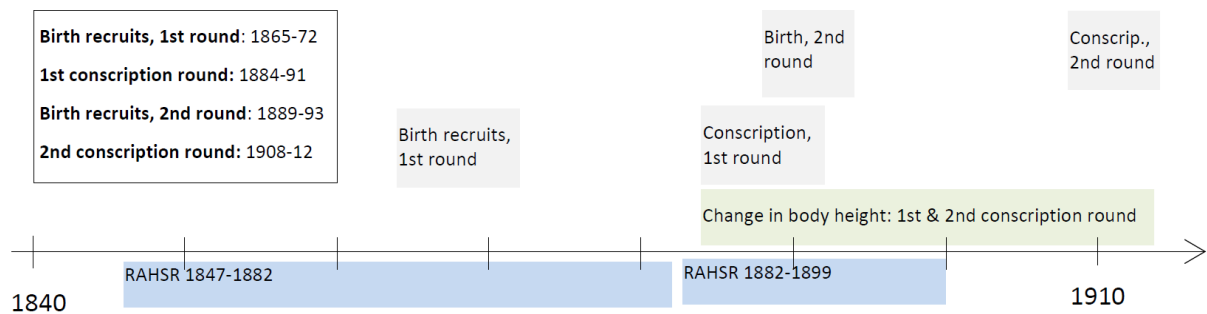 Birth recruits, 1st round: 1865-72
1st conscription round: 1884-91
Birth recruits, 2nd round: 1889-93
2nd conscription round: 1908-12
Birth recruits,
1st round
Birth, 2nd
round
Conscription,
1st round
Conscrip.,
2nd round
Change in body height: 1st & 2nd conscription round
RAHSR 1847-1882
RAHSR 1882-1899
1840
1910